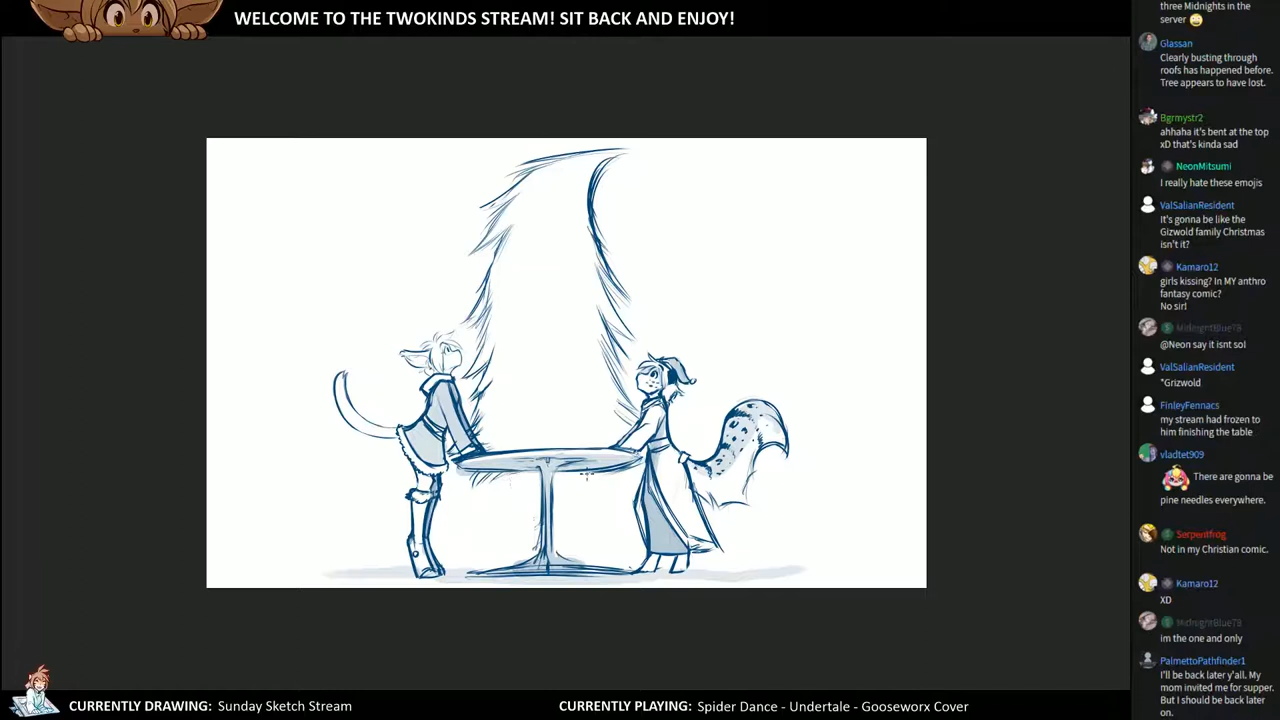 WELCOME TO THE TWOKINDS STREAM! SIT BACK AND ENJOY!
three Midnights in the
server
Glassan
Clearly busting through
roofs has happened before.
Tree appears to have lost.
Bgrmystr2
ahhaha it's bent at the top
xD that's kinda sad
NeonMitsumi
I really hate these emojis
ValSalianResident
It's gonna be like the
Gizwold family Christmas
isn't it?
Kamaro12
girls kissing? In MY anthro
fantasy comic?
No sir!
MidnightBlue78
@Neon say it isnt so!
ValSalianResident
*Grizwold
FinleyFennacs
my stream had frozen to
him finishing the table
vladtet909
There are gonna be
pine needles everywhere.
Serpentfrog
Not in my Christian comic.
Kamaro12
XD
MidnightBlue78
im the one and only
PalmettoPathfinder1
I'll be back later y'all. My
mom invited me for supper.
But I should be back later
on.
CURRENTLY DRAWING: Sunday Sketch Stream
CURRENTLY PLAYING: Spider Dance - Undertale - Gooseworx Cover